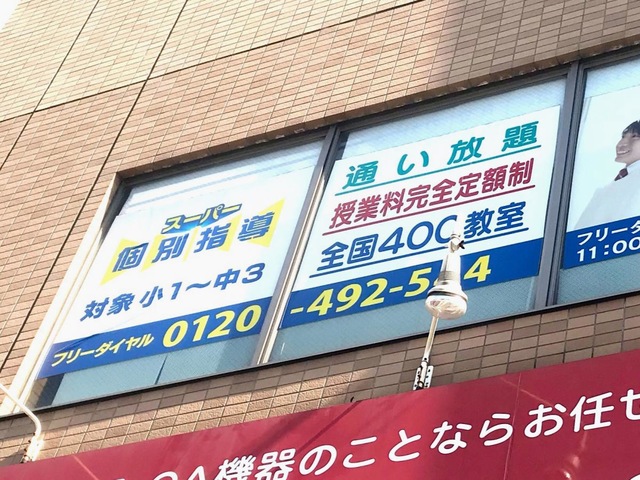 スーパー
個別指導
対象 小1～中3
フリーダイヤル 0120
通い放題
授業料完全定額制
全国400教室
-492-5
4
フリーダ
11:00
OA機器のことならお任せ